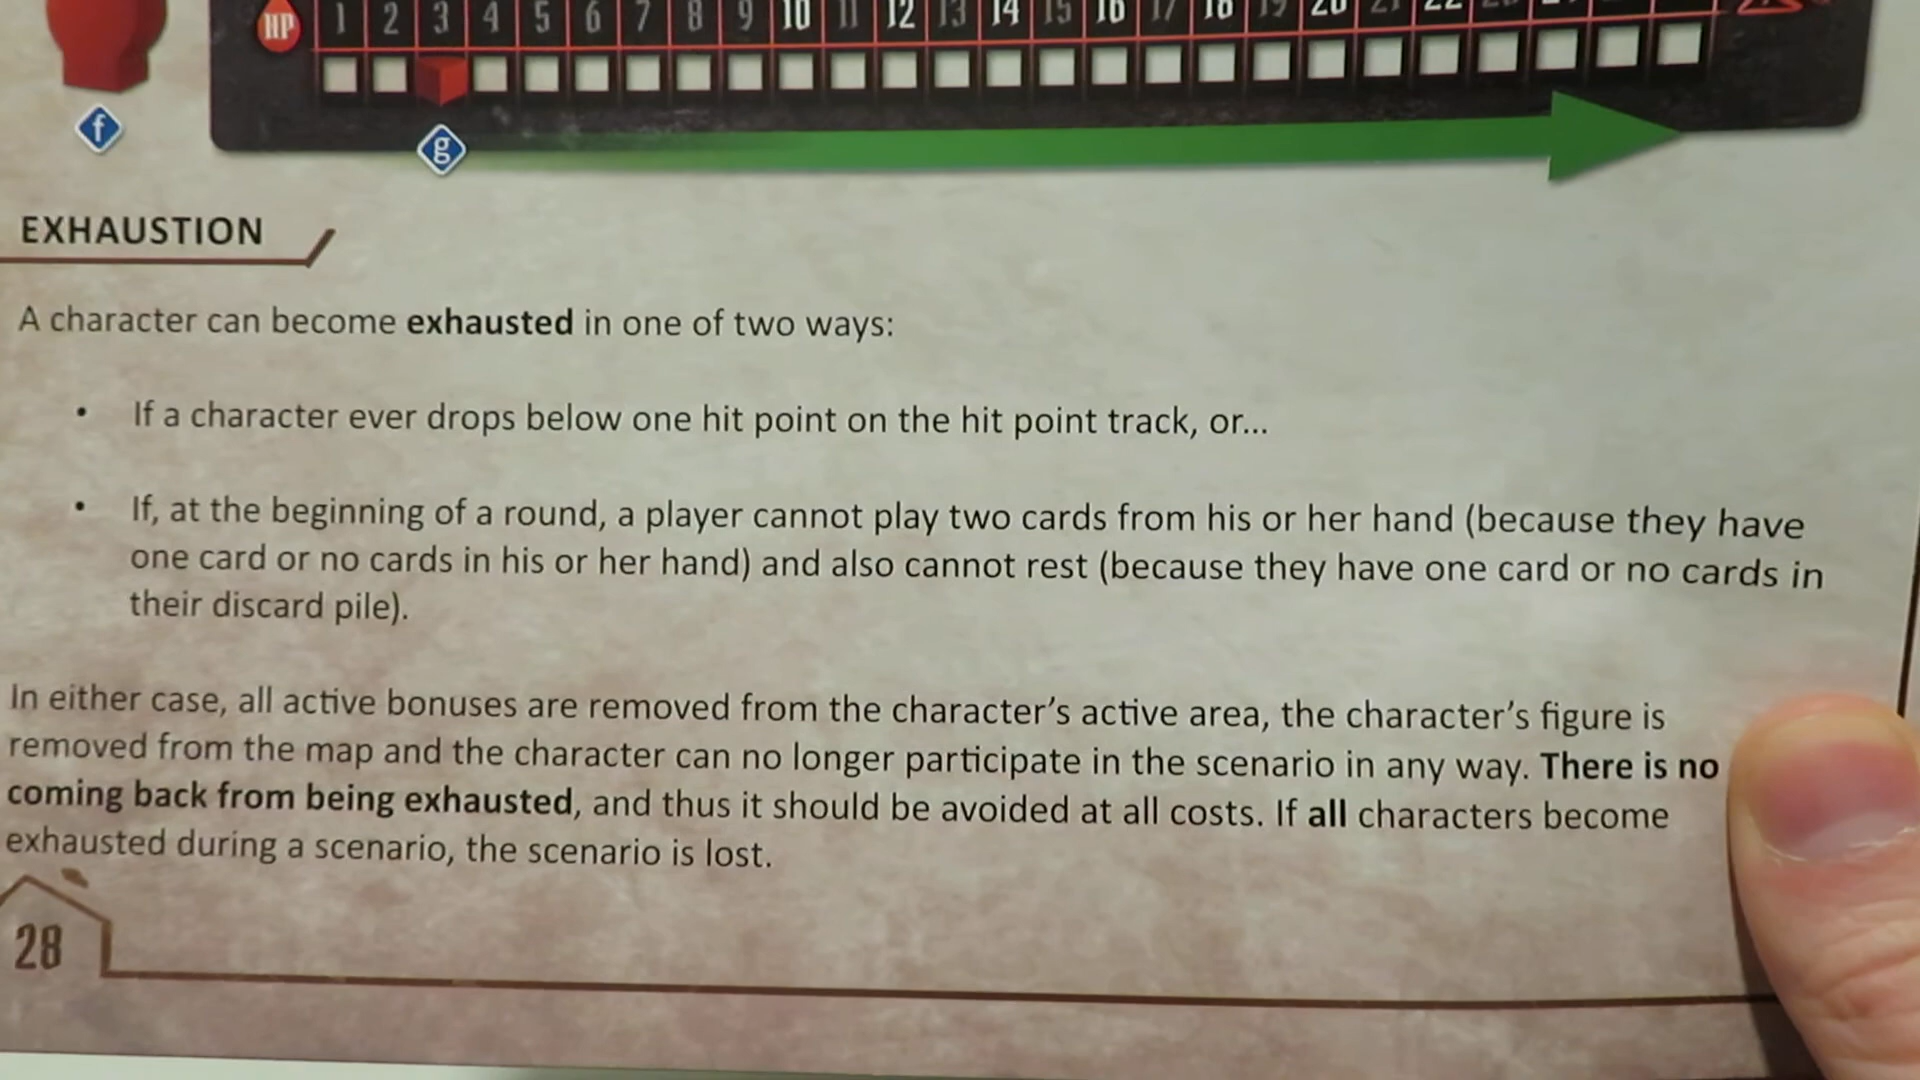 HP 1 2 3 4 5 6 7 8 9 10 11 12 13 14 15 16 17 18 19 20 21 22
f
g
EXHAUSTION
A character can become exhausted in one of two ways:
• If a character ever drops below one hit point on the hit point track, or...
• If, at the beginning of a round, a player cannot play two cards from his or her hand (because they have
one card or no cards in his or her hand) and also cannot rest (because they have one card or no cards in
their discard pile).
In either case, all active bonuses are removed from the character's active area, the character's figure is
removed from the map and the character can no longer participate in the scenario in any way. There is no
coming back from being exhausted, and thus it should be avoided at all costs. If all characters become
exhausted during a scenario, the scenario is lost.
28